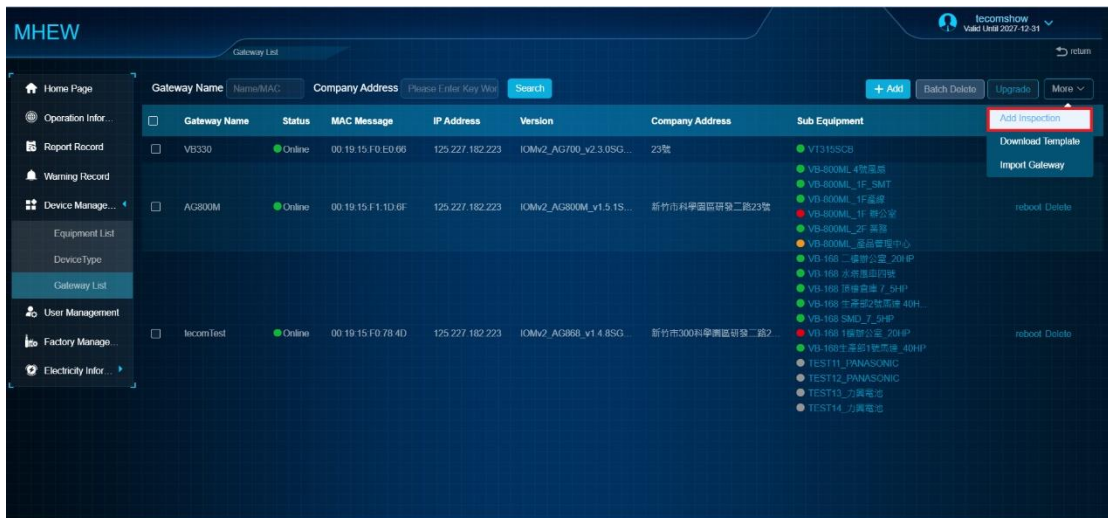 MHEW
tecomshow
Valid Until 2027-12-31
Gateway List
return
Home Page
Operation Infor...
Report Record
Warning Record
Device Manage...
Equipment List
DeviceType
Gateway List
User Management
Factory Manage...
Electricity Infor...
Gateway Name Name/MAC Company Address Please Enter Key Wor Search + Add Batch Delete Upgrade More
Add Inspection
Download Template
Import Gateway
Gateway Name Status MAC Message IP Address Version Company Address Sub Equipment
VB330 Online 00:19:15:F0:E0:66 125.227.182.223 IOMv2_AG700_v2.3.0SG... 23號 VT315SCB
AG800M Online 00:19:15:F1:1D:6F 125.227.182.223 IOMv2_AG800M_v1.5.1S... 新竹市科學園區研發二路23號 reboot Delete
VB-800ML 4號風扇
VB-800ML_1F_SMT
VB-800ML_1F產線
VB-800ML_1F 辦公室
VB-800ML_2F 業務
VB-800ML_產品管理中心
tecomTest Online 00:19:15:F0:78:4D 125.227.182.223 IOMv2_AG868_v1.4.8SG... 新竹市300科學園區研發二路2... reboot Delete
VB-168 二樓辦公室_20HP
VB-168 水塔進車四號
VB-168 頂樓倉庫 7_5HP
VB-168 生產部2號馬達 40H...
VB-168 SMD_7_5HP
VB-168 1樓辦公室_20HP
VB-168生產部1號馬達_40HP
TEST11_PANASONIC
TEST12_PANASONIC
TEST13_力興電池
TEST14_力興電池